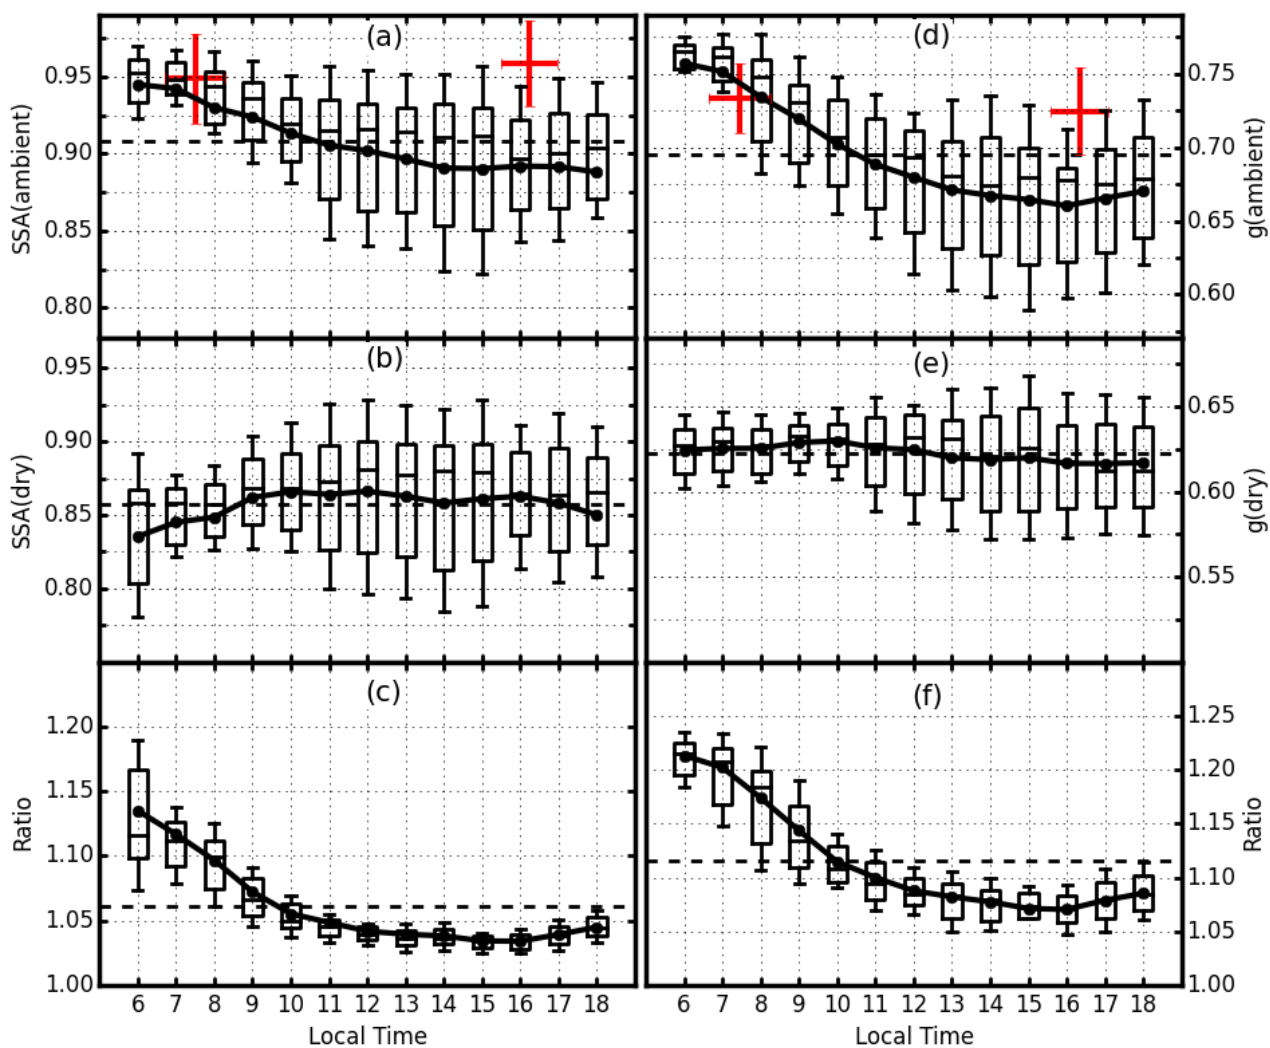 (a)
0.95
0.90
0.85
0.80
SSA(ambient)
(d)
0.75
0.70
0.65
0.60
g(ambient)
(b)
0.95
0.90
0.85
0.80
SSA(dry)
(e)
0.65
0.60
0.55
g(dry)
(c)
1.20
1.15
1.10
1.05
1.00
Ratio
6 7 8 9 10 11 12 13 14 15 16 17 18
Local Time
(f)
1.25
1.20
1.15
1.10
1.05
1.00
Ratio
6 7 8 9 10 11 12 13 14 15 16 17 18
Local Time